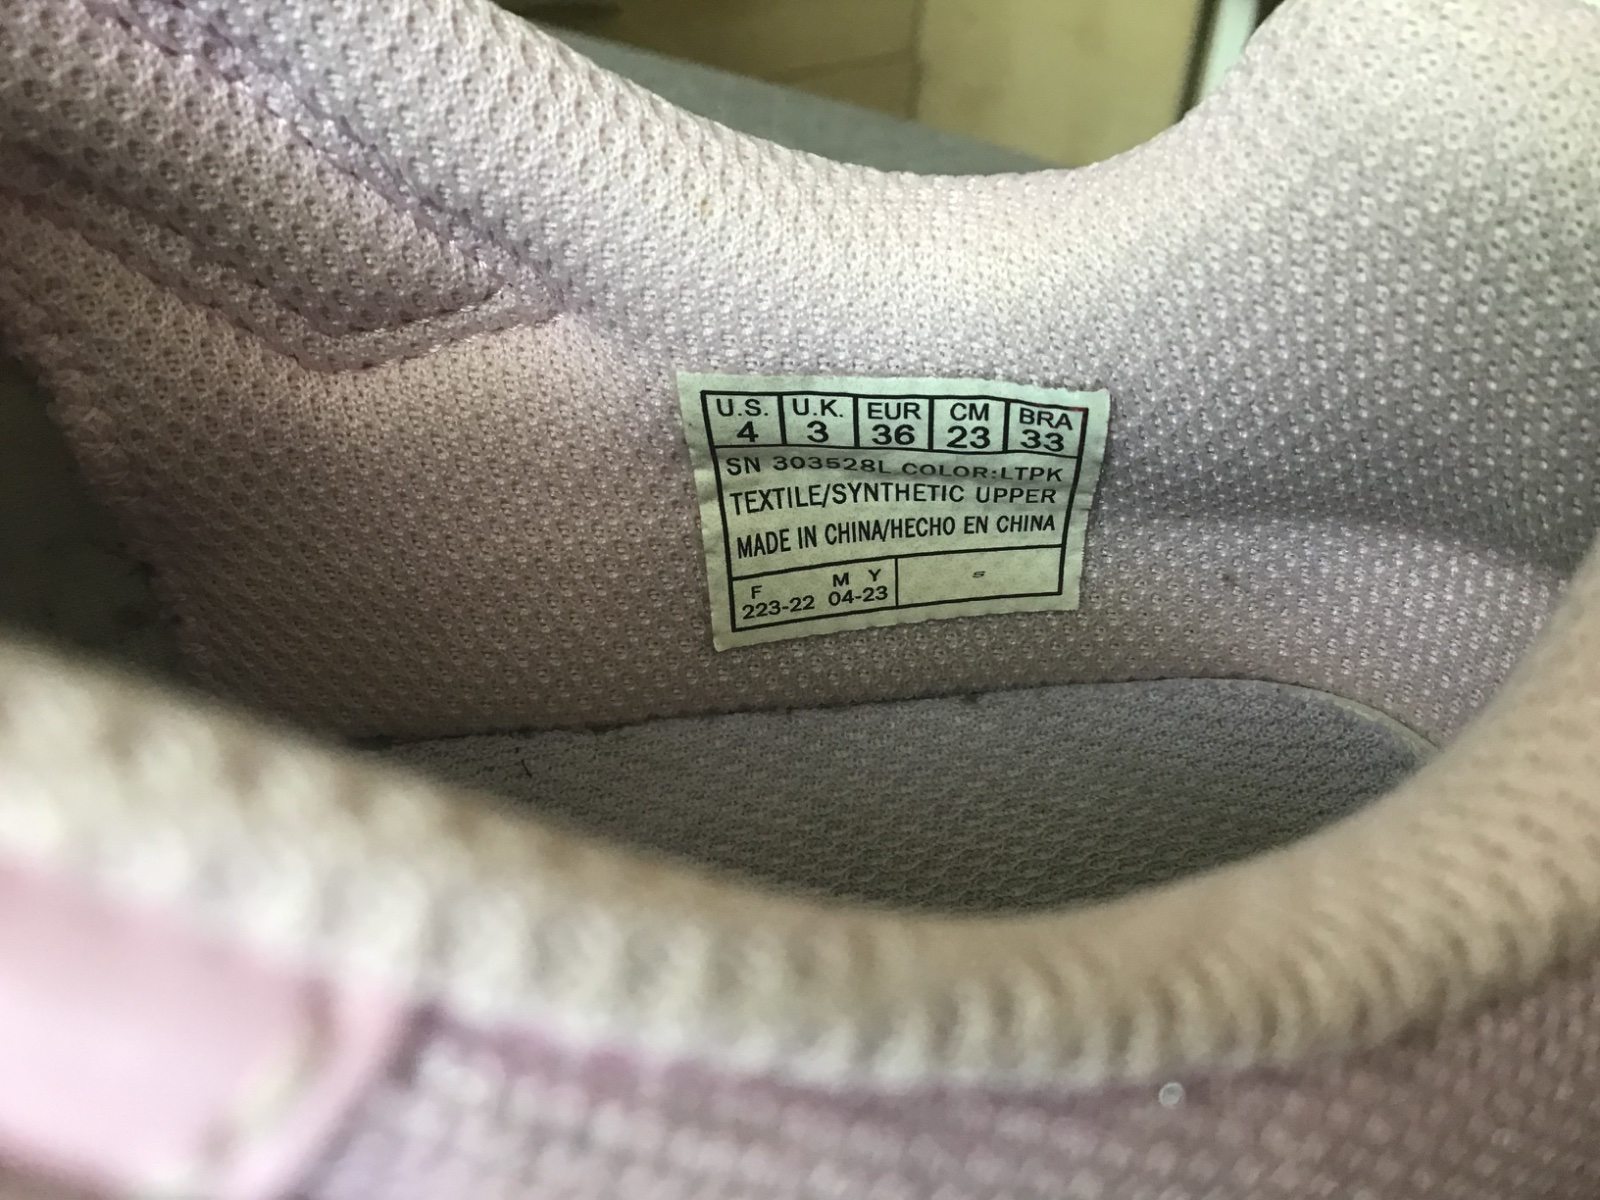 U.S. U.K. EUR CM BRA
4 3 36 23 33
SN 303528L COLOR:LTPK
TEXTILE/SYNTHETIC UPPER
MADE IN CHINA/HECHO EN CHINA
F M Y S
223-22 04-23